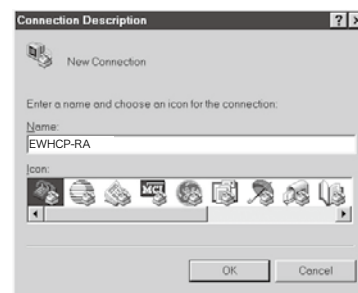 Connection Description
New Connection
Enter a name and choose an icon for the connection:
Name:
EWHCP-RA
Icon:
MCI
OK
Cancel